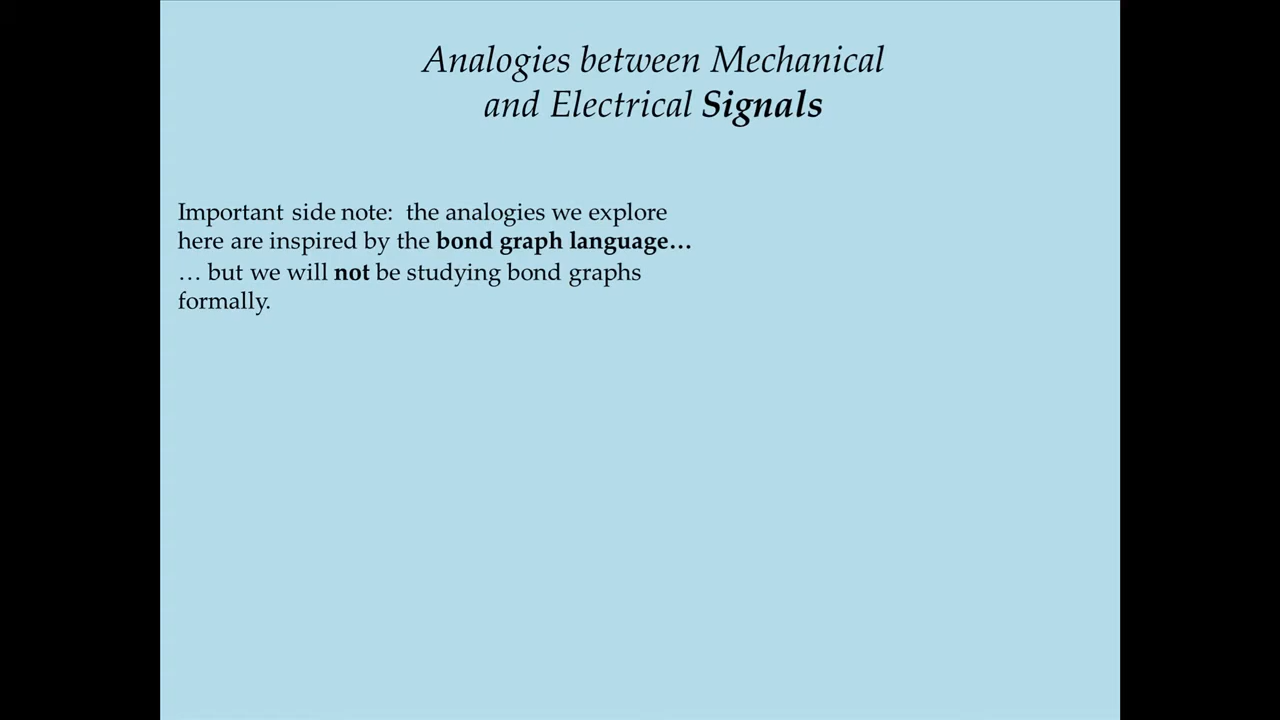 Analogies between Mechanical
and Electrical Signals
Important side note:  the analogies we explore
here are inspired by the bond graph language…
… but we will not be studying bond graphs
formally.